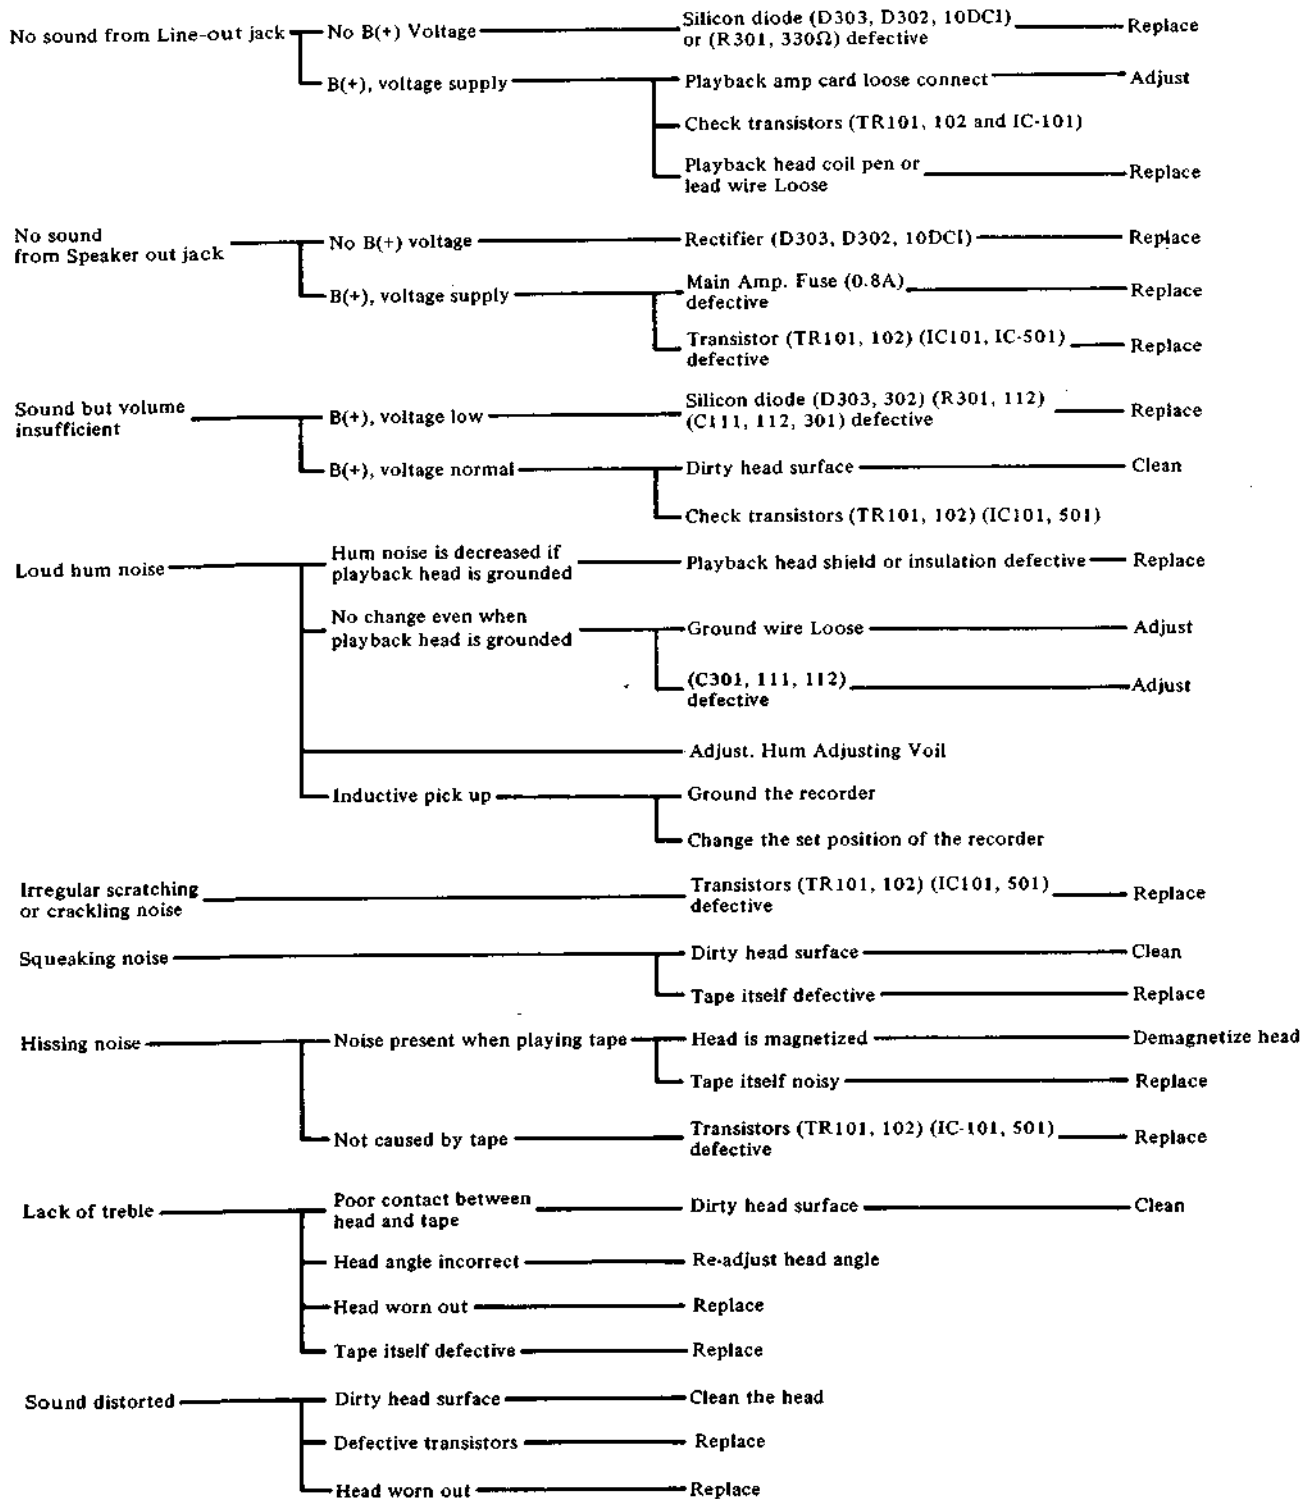 No sound from Line-out jack
No B(+) Voltage
Silicon diode (D303, D302, 10DCI)
or (R301, 330Ω) defective
Replace
B(+), voltage supply
Playback amp card loose connect
Adjust
Check transistors (TR101, 102 and IC-101)
Playback head coil pen or
lead wire Loose
Replace
No sound
from Speaker out jack
No B(+) voltage
Rectifier (D303, D302, 10DCI)
Replace
B(+), voltage supply
Main Amp. Fuse (0.8A)
defective
Replace
Transistor (TR101, 102) (IC101, IC-501)
defective
Replace
Sound but volume
insufficient
B(+), voltage low
Silicon diode (D303, 302) (R301, 112)
(C111, 112, 301) defective
Replace
B(+), voltage normal
Dirty head surface
Clean
Check transistors (TR101, 102) (IC101, 501)
Loud hum noise
Hum noise is decreased if
playback head is grounded
Playback head shield or insulation defective
Replace
No change even when
playback head is grounded
Ground wire Loose
Adjust
(C301, 111, 112)
defective
Adjust
Adjust. Hum Adjusting Voil
Inductive pick up
Ground the recorder
Change the set position of the recorder
Irregular scratching
or crackling noise
Transistors (TR101, 102) (IC101, 501)
defective
Replace
Squeaking noise
Dirty head surface
Clean
Tape itself defective
Replace
Hissing noise
Noise present when playing tape
Head is magnetized
Demagnetize head
Tape itself noisy
Replace
Not caused by tape
Transistors (TR101, 102) (IC-101, 501)
defective
Replace
Lack of treble
Poor contact between
head and tape
Dirty head surface
Clean
Head angle incorrect
Re-adjust head angle
Head worn out
Replace
Tape itself defective
Replace
Sound distorted
Dirty head surface
Clean the head
Defective transistors
Replace
Head worn out
Replace